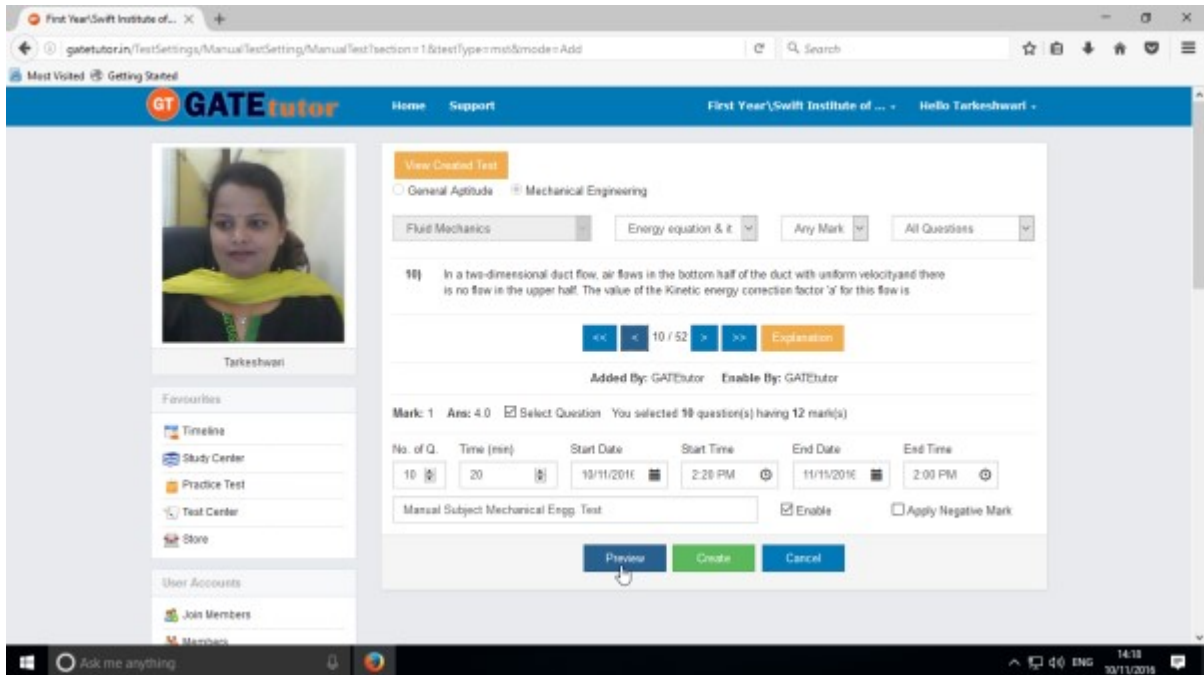 First Year\Swift Institute of...
gatetutor.in/TestSettings/ManualTestSetting/ManualTest?section=1&testType=mst&mode=Add
Search
Most Visited Getting Started
GT GATEtutor Home Support First Year\Swift Institute of ... Hello Tarkeshwari
View Created Test
General Aptitude Mechanical Engineering
Fluid Mechanics Energy equation & it Any Mark All Questions
10) In a two-dimensional duct flow, air flows in the bottom half of the duct with uniform velocityand there
is no flow in the upper half. The value of the Kinetic energy correction factor 'a' for this flow is
<< < 10 / 52 > >> Explanation
Tarkeshwari
Added By: GATEtutor Enable By: GATEtutor
Favourites
Mark: 1 Ans: 4.0 Select Question You selected 10 question(s) having 12 mark(s)
Timeline
Study Center
Practice Test
Test Center
Store
No. of Q. Time (min) Start Date Start Time End Date End Time
10 20 10/11/2016 2:20 PM 11/11/2016 2:00 PM
Manual Subject Mechanical Engg. Test Enable Apply Negative Mark
Preview Create Cancel
User Accounts
Join Members
Members
Ask me anything
ENG 14:18
10/11/2016